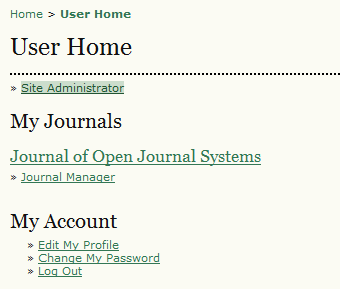 Home > User Home
User Home
» Site Administrator
My Journals
Journal of Open Journal Systems
» Journal Manager
My Account
» Edit My Profile
» Change My Password
» Log Out